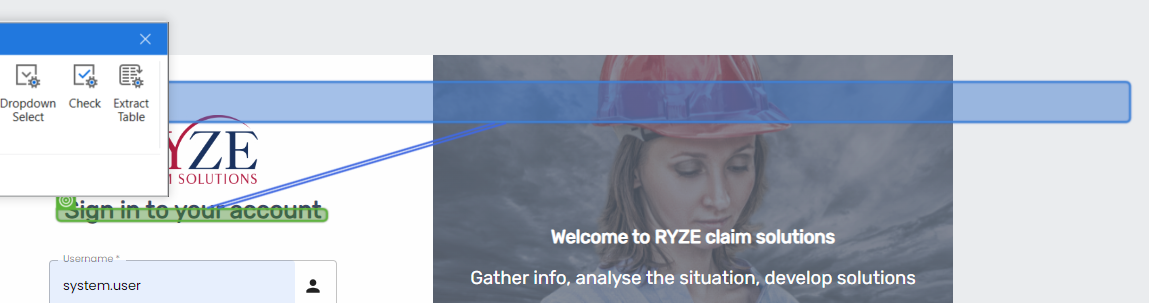 Dropdown
Select
Check
Extract
Table
YZE
SOLUTIONS
Sign in to your account
Username *
system.user
Welcome to RYZE claim solutions
Gather info, analyse the situation, develop solutions